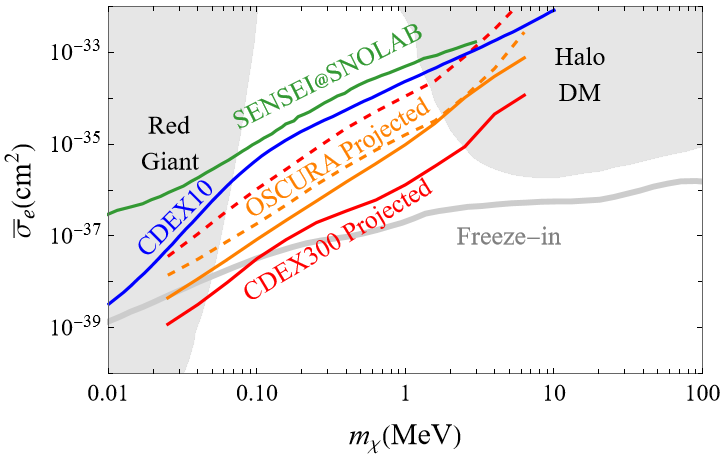 10⁻³³
10⁻³⁵
10⁻³⁷
10⁻³⁹
σ̅ₑ(cm²)
SENSEI@SNOLAB
Halo
DM
Red
Giant
OSCURA Projected
CDEX10
CDEX300 Projected
Freeze−in
0.01
0.10
1
10
100
mᵪ(MeV)